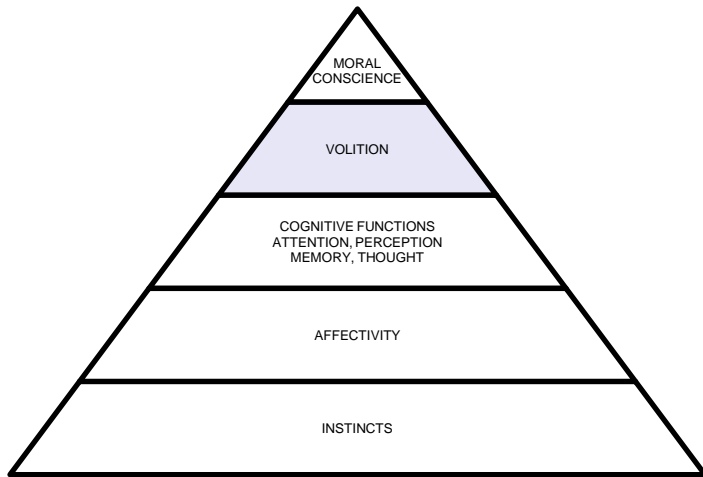 MORAL
CONSCIENCE
VOLITION
COGNITIVE FUNCTIONS
ATTENTION, PERCEPTION
MEMORY, THOUGHT
AFFECTIVITY
INSTINCTS